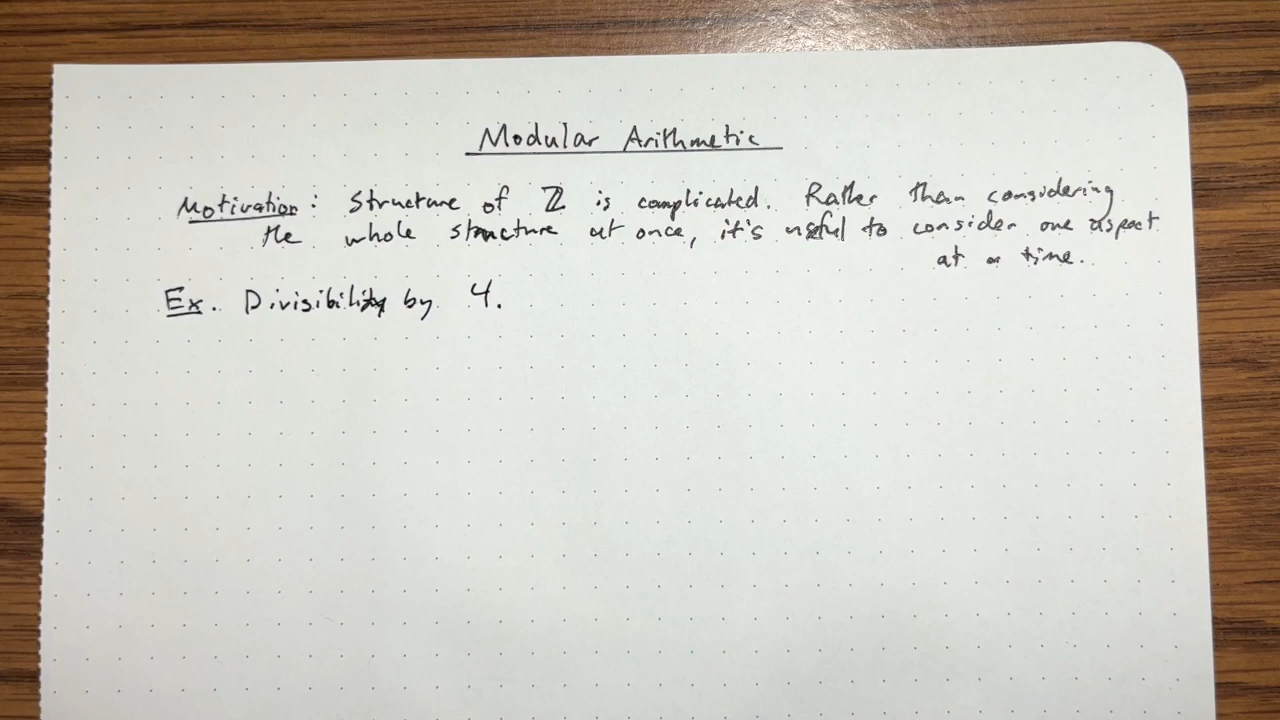 Modular Arithmetic
Motivation: Structure of ℤ is complicated. Rather than considering
the whole structure at once, it's useful to consider one aspect
at a time.
Ex. Divisibility by 4.